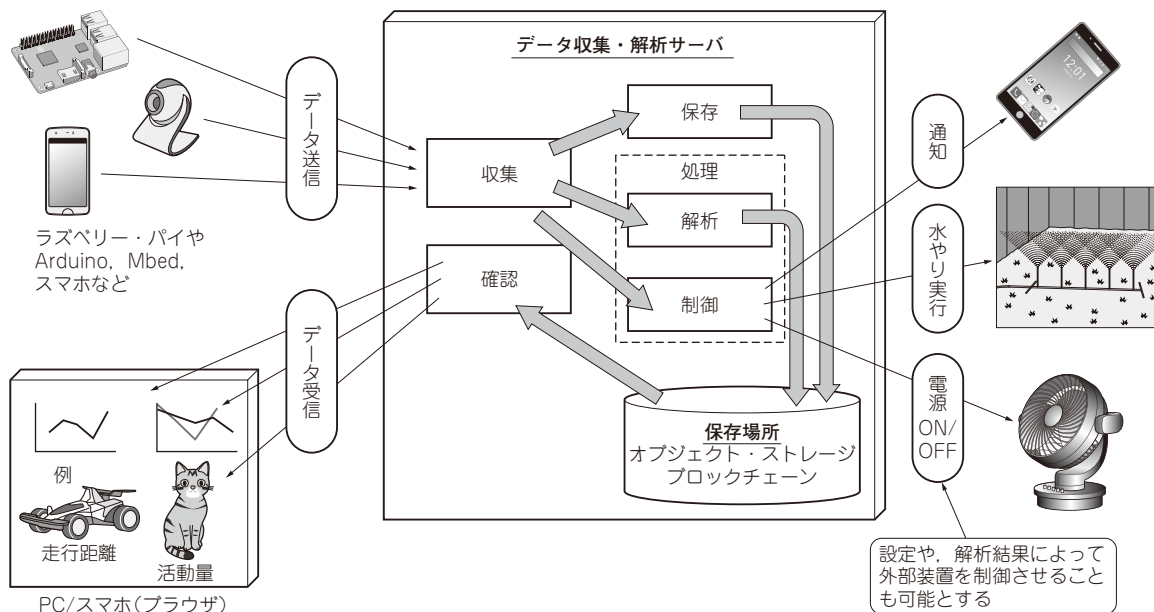 データ収集・解析サーバ
データ送信
ラズベリー・パイや
Arduino，Mbed，
スマホなど
収集
確認
保存
処理
解析
制御
保存場所
オブジェクト・ストレージ
ブロックチェーン
データ受信
例
走行距離
活動量
PC/スマホ(ブラウザ)
通知
12:01
水やり実行
電源
ON/
OFF
設定や，解析結果によって
外部装置を制御させること
も可能とする